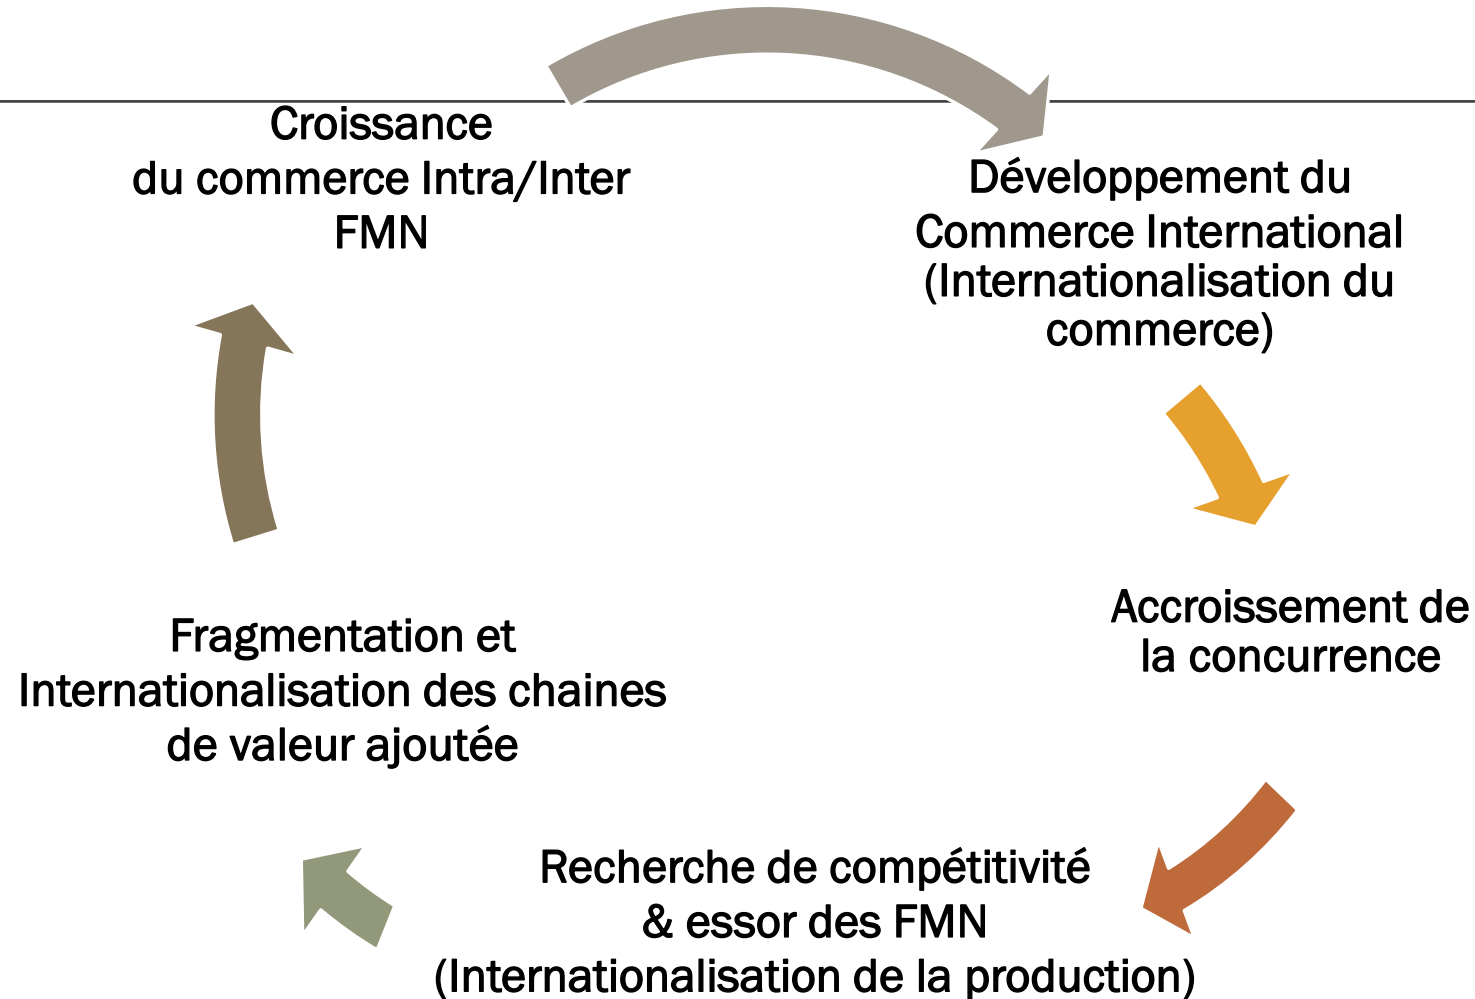 Croissance
du commerce Intra/Inter
FMN
Développement du
Commerce International
(Internationalisation du
commerce)
Accroissement de
la concurrence
Recherche de compétitivité
& essor des FMN
(Internationalisation de la production)
Fragmentation et
Internationalisation des chaines
de valeur ajoutée